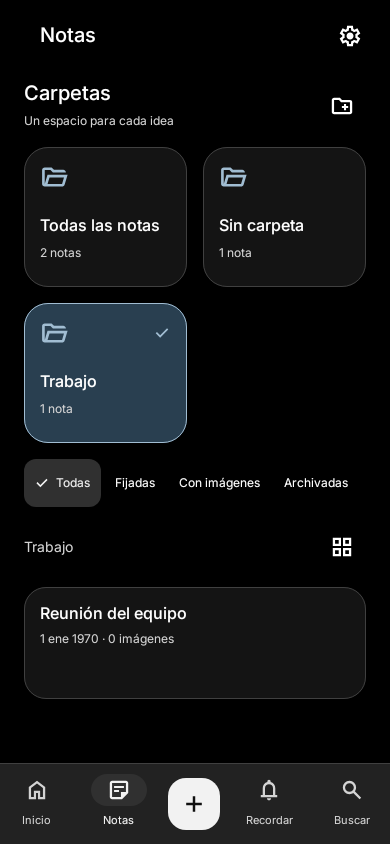 Notas
Carpetas
Un espacio para cada idea
Todas las notas
2 notas
Sin carpeta
1 nota
Trabajo
1 nota
Todas
Fijadas
Con imágenes
Archivadas
Trabajo
Reunión del equipo
1 ene 1970 · 0 imágenes
Inicio
Notas
Recordar
Buscar